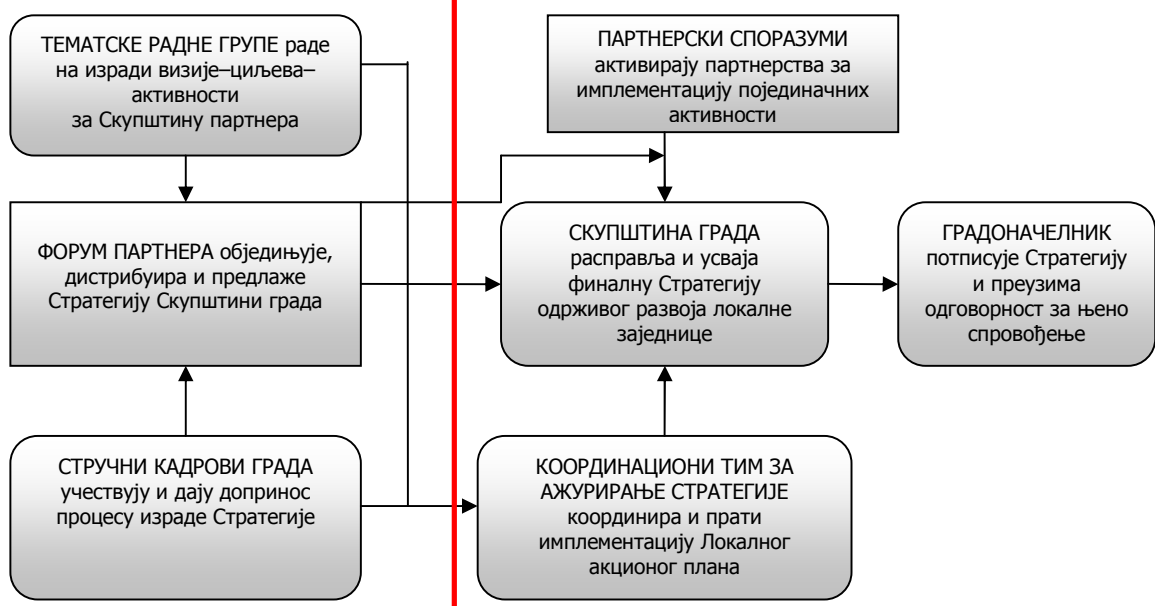 ТЕМАТСКЕ РАДНЕ ГРУПЕ раде
на изради визије–циљева–
активности
за Скупштину партнера
ПАРТНЕРСКИ СПОРАЗУМИ
активирају партнерства за
имплементацију појединачних
активности
ФОРУМ ПАРТНЕРА обједињује,
дистрибуира и предлаже
Стратегију Скупштини града
СКУПШТИНА ГРАДА
расправља и усваја
финалну Стратегију
одрживог развоја локалне
заједнице
ГРАДОНАЧЕЛНИК
потписује Стратегију
и преузима
одговорност за њено
спровођење
СТРУЧНИ КАДРОВИ ГРАДА
учествују и дају допринос
процесу израде Стратегије
КООРДИНАЦИОНИ ТИМ ЗА
АЖУРИРАЊЕ СТРАТЕГИЈЕ
координира и прати
имплементацију Локалног
акционог плана